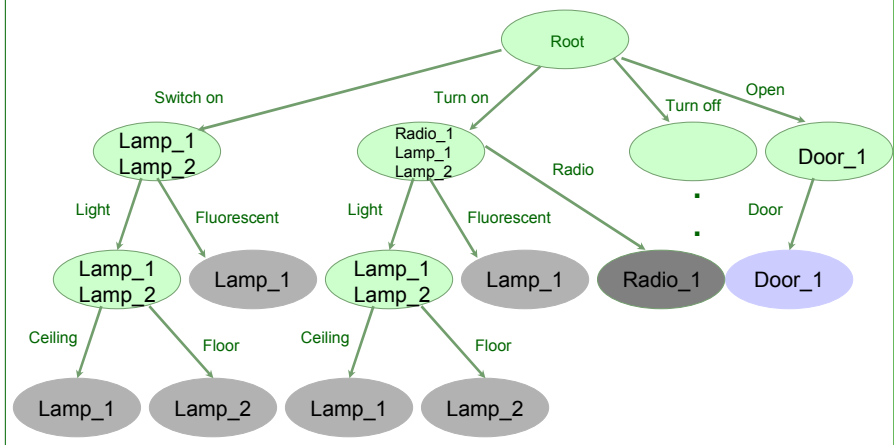 Root
Switch on
Turn on
Turn off
Open
Lamp_1
Lamp_2
Radio_1
Lamp_1
Lamp_2
Door_1
Light
Fluorescent
Light
Fluorescent
Radio
Door
Lamp_1
Lamp_2
Lamp_1
Lamp_1
Lamp_2
Lamp_1
Radio_1
Door_1
Ceiling
Floor
Ceiling
Floor
Lamp_1
Lamp_2
Lamp_1
Lamp_2